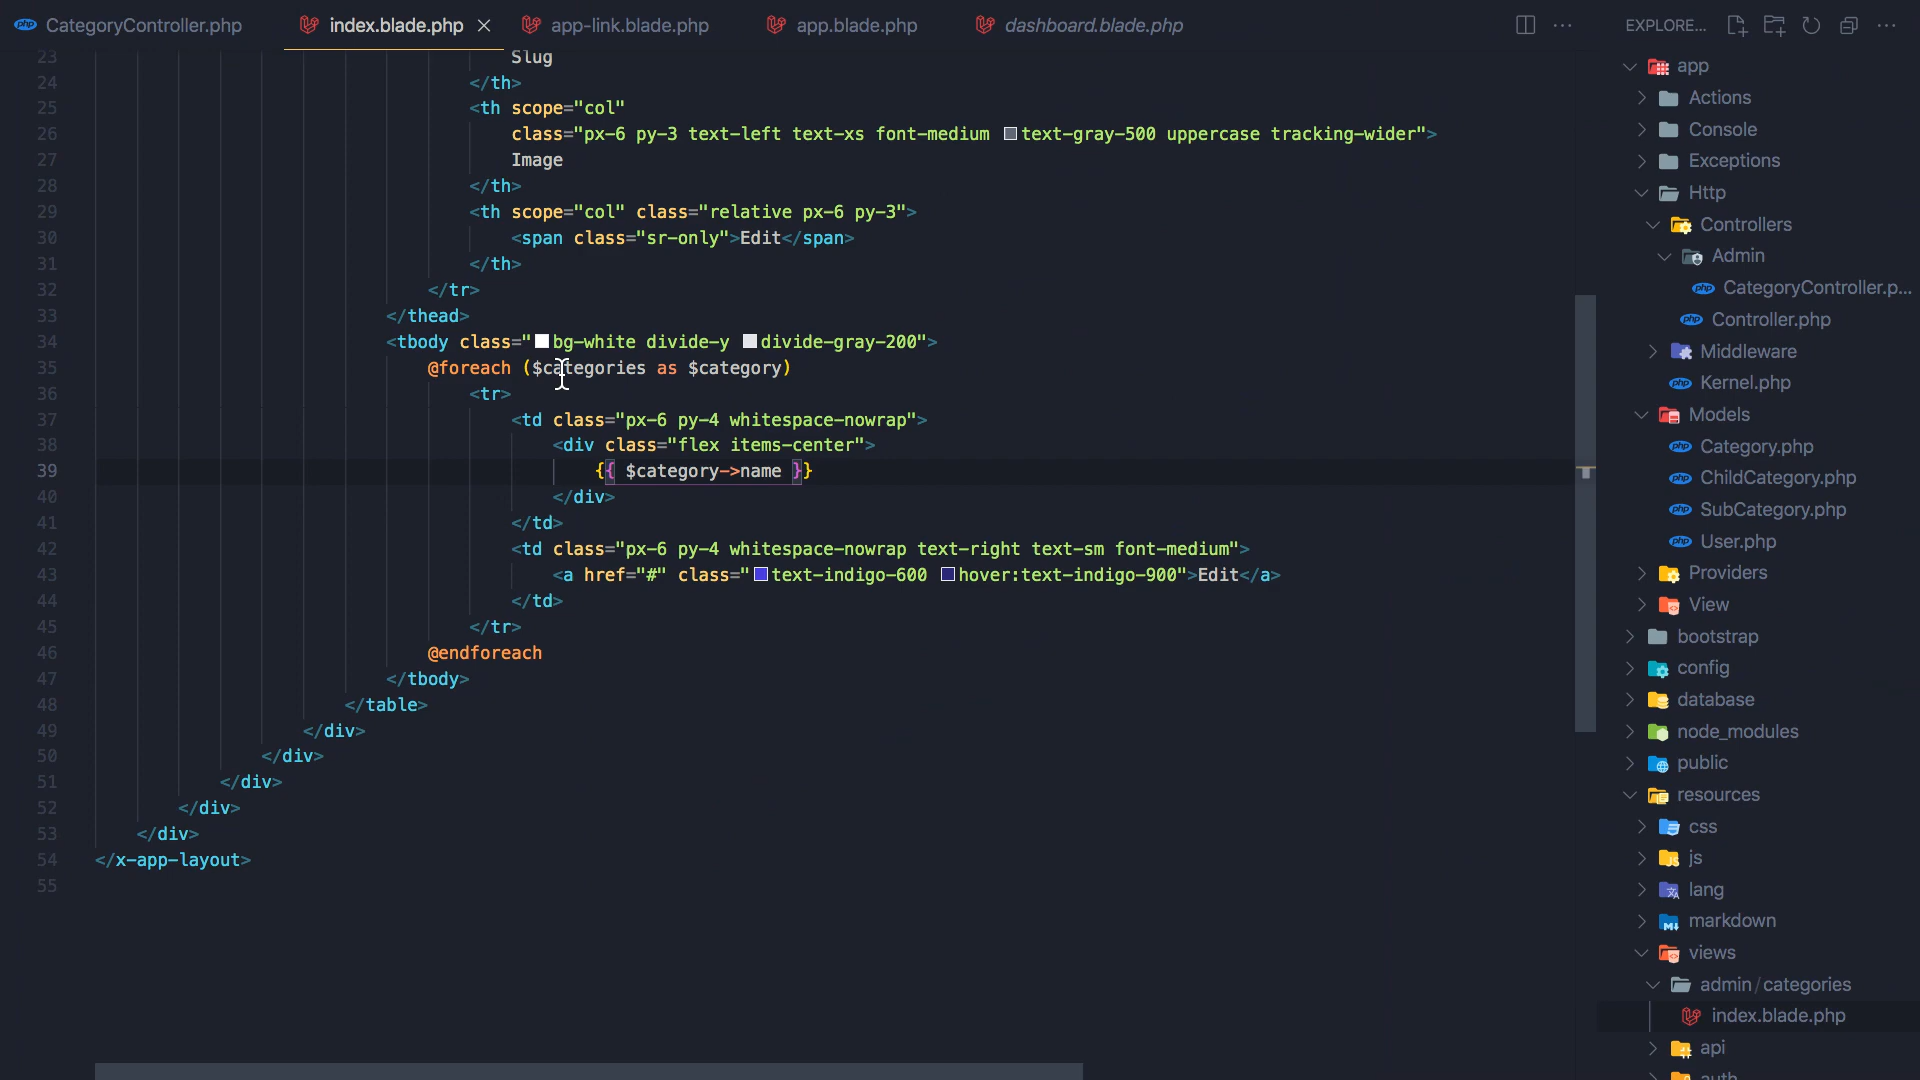 CategoryController.php index.blade.php app-link.blade.php app.blade.php dashboard.blade.php
23 Slug
24 </th>
25 <th scope="col"
26 class="px-6 py-3 text-left text-xs font-medium text-gray-500 uppercase tracking-wider">
27 Image
28 </th>
29 <th scope="col" class="relative px-6 py-3">
30 <span class="sr-only">Edit</span>
31 </th>
32 </tr>
33 </thead>
34 <tbody class="bg-white divide-y divide-gray-200">
35 @foreach ($categories as $category)
36 <tr>
37 <td class="px-6 py-4 whitespace-nowrap">
38 <div class="flex items-center">
39 {{ $category->name }}
40 </div>
41 </td>
42 <td class="px-6 py-4 whitespace-nowrap text-right text-sm font-medium">
43 <a href="#" class="text-indigo-600 hover:text-indigo-900">Edit</a>
44 </td>
45 </tr>
46 @endforeach
47 </tbody>
48 </table>
49 </div>
50 </div>
51 </div>
52 </div>
53 </div>
54 </x-app-layout>
55
EXPLORE...
app
Actions
Console
Exceptions
Http
Controllers
Admin
CategoryController.p...
Controller.php
Middleware
Kernel.php
Models
Category.php
ChildCategory.php
SubCategory.php
User.php
Providers
View
bootstrap
config
database
node_modules
public
resources
css
js
lang
markdown
views
admin/categories
index.blade.php
api
auth